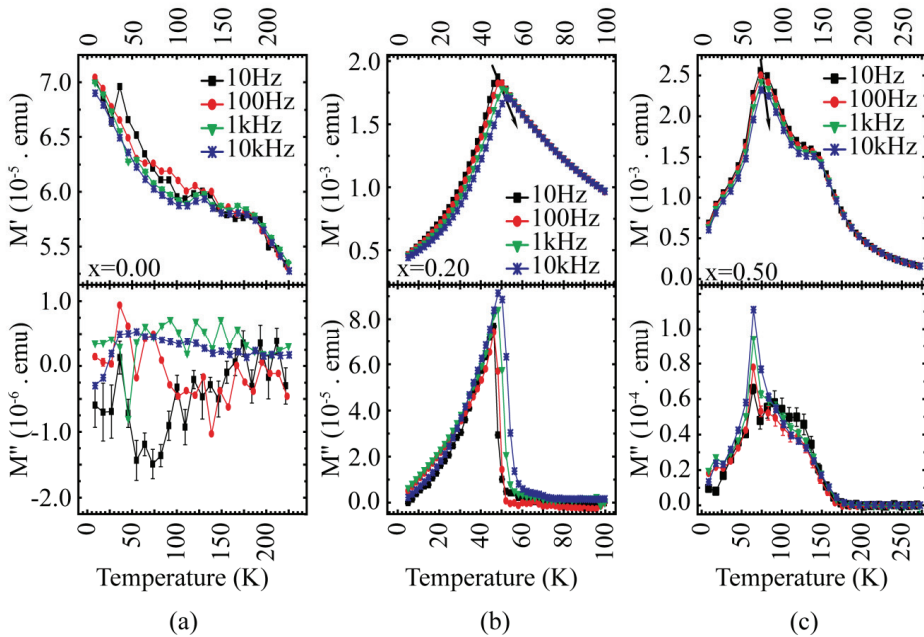 0 50 100 150 200
0 20 40 60 80 100
0 50 100 150 200 250
7.0
6.5
6.0
5.5
M' (10⁻⁵ . emu)
10Hz
100Hz
1kHz
10kHz
x=0.00
2.0
1.5
1.0
0.5
M' (10⁻³ . emu)
10Hz
100Hz
1kHz
10kHz
x=0.20
2.5
2.0
1.5
1.0
0.5
0.0
M' (10⁻³ . emu)
10Hz
100Hz
1kHz
10kHz
x=0.50
1.0
0.0
-1.0
-2.0
M'' (10⁻⁶ . emu)
8.0
6.0
4.0
2.0
0.0
M'' (10⁻⁵ . emu)
1.0
0.8
0.6
0.4
0.2
0.0
M'' (10⁻⁴ . emu)
0 50 100 150 200
0 20 40 60 80 100
0 50 100 150 200 250
Temperature (K)
Temperature (K)
Temperature (K)
(a)
(b)
(c)